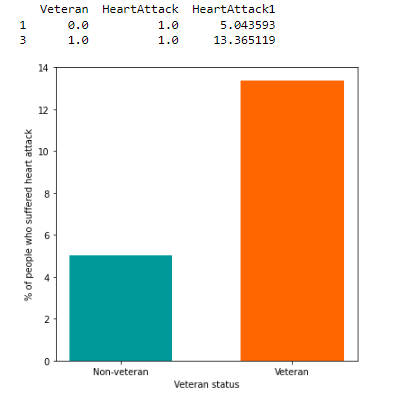 Veteran HeartAttack HeartAttack1
1 0.0 1.0 5.043593
3 1.0 1.0 13.365119
14
12
10
8
6
4
2
0
% of people who suffered heart attack
Non-veteran Veteran
Veteran status